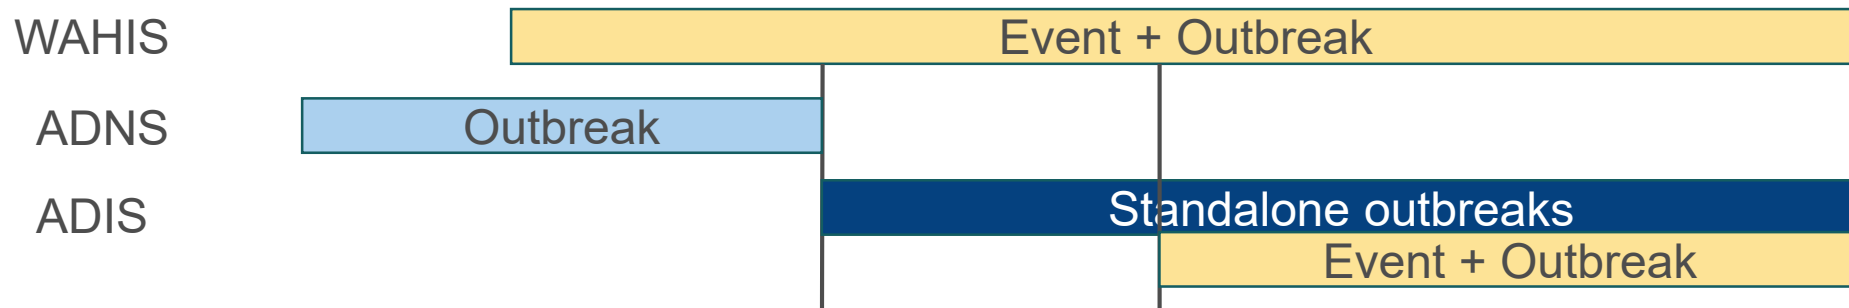 WAHIS
Event + Outbreak
ADNS
Outbreak
ADIS
Standalone outbreaks
Event + Outbreak